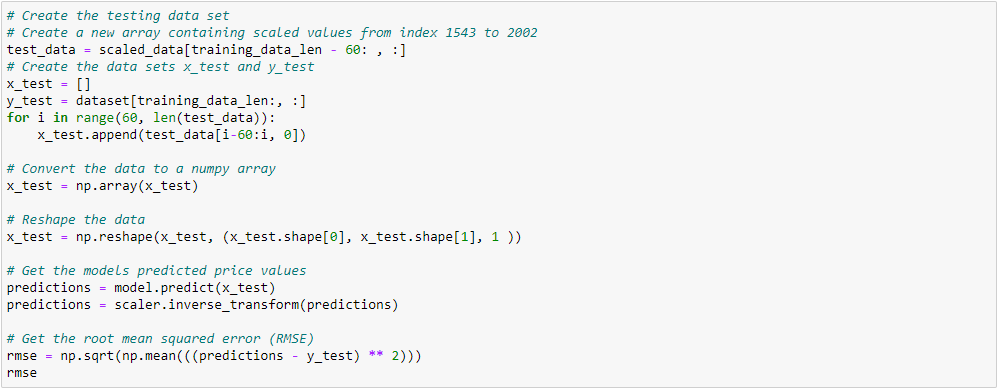 # Create the testing data set
# Create a new array containing scaled values from index 1543 to 2002
test_data = scaled_data[training_data_len - 60: , :]
# Create the data sets x_test and y_test
x_test = []
y_test = dataset[training_data_len:, :]
for i in range(60, len(test_data)):
    x_test.append(test_data[i-60:i, 0])
# Convert the data to a numpy array
x_test = np.array(x_test)
# Reshape the data
x_test = np.reshape(x_test, (x_test.shape[0], x_test.shape[1], 1 ))
# Get the models predicted price values
predictions = model.predict(x_test)
predictions = scaler.inverse_transform(predictions)
# Get the root mean squared error (RMSE)
rmse = np.sqrt(np.mean(((predictions - y_test) ** 2)))
rmse